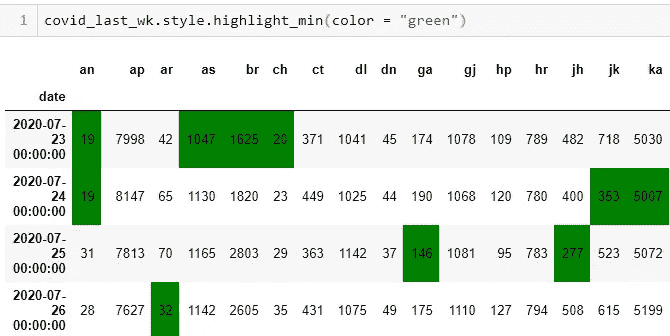 1 covid_last_wk.style.highlight_min(color = "green")
an ap ar as br ch ct dl dn ga gj hp hr jh jk ka
date
2020-07-
23 19 7998 42 1047 1625 20 371 1041 45 174 1078 109 789 482 718 5030
00:00:00
2020-07-
24 19 8147 65 1130 1820 23 449 1025 44 190 1068 120 780 400 353 5007
00:00:00
2020-07-
25 31 7813 70 1165 2803 29 363 1142 37 146 1081 95 783 277 523 5072
00:00:00
2020-07-
26 28 7627 32 1142 2605 35 431 1075 49 175 1110 127 794 508 615 5199
00:00:00